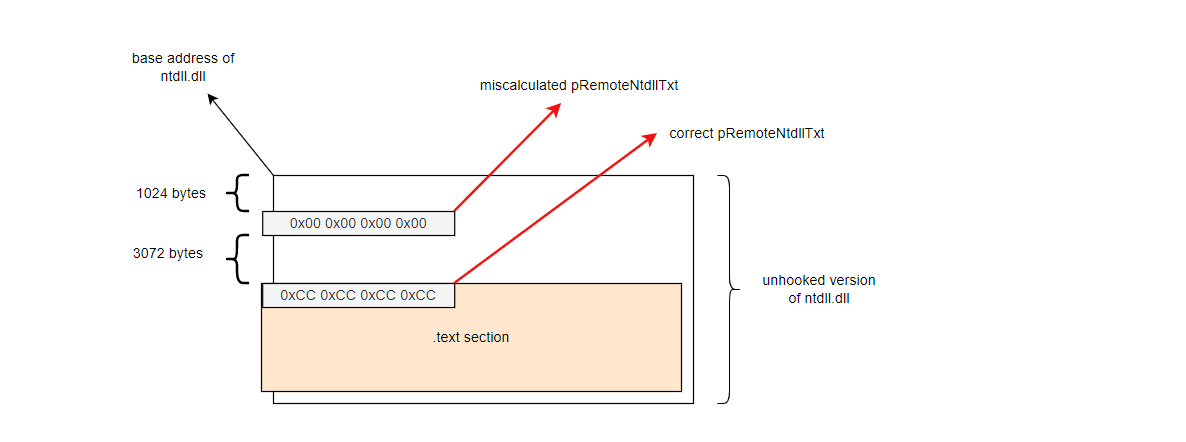 base address of
ntdll.dll
miscalculated pRemoteNtdllTxt
correct pRemoteNtdllTxt
1024 bytes
0x00 0x00 0x00 0x00
3072 bytes
0xCC 0xCC 0xCC 0xCC
.text section
unhooked version
of ntdll.dll